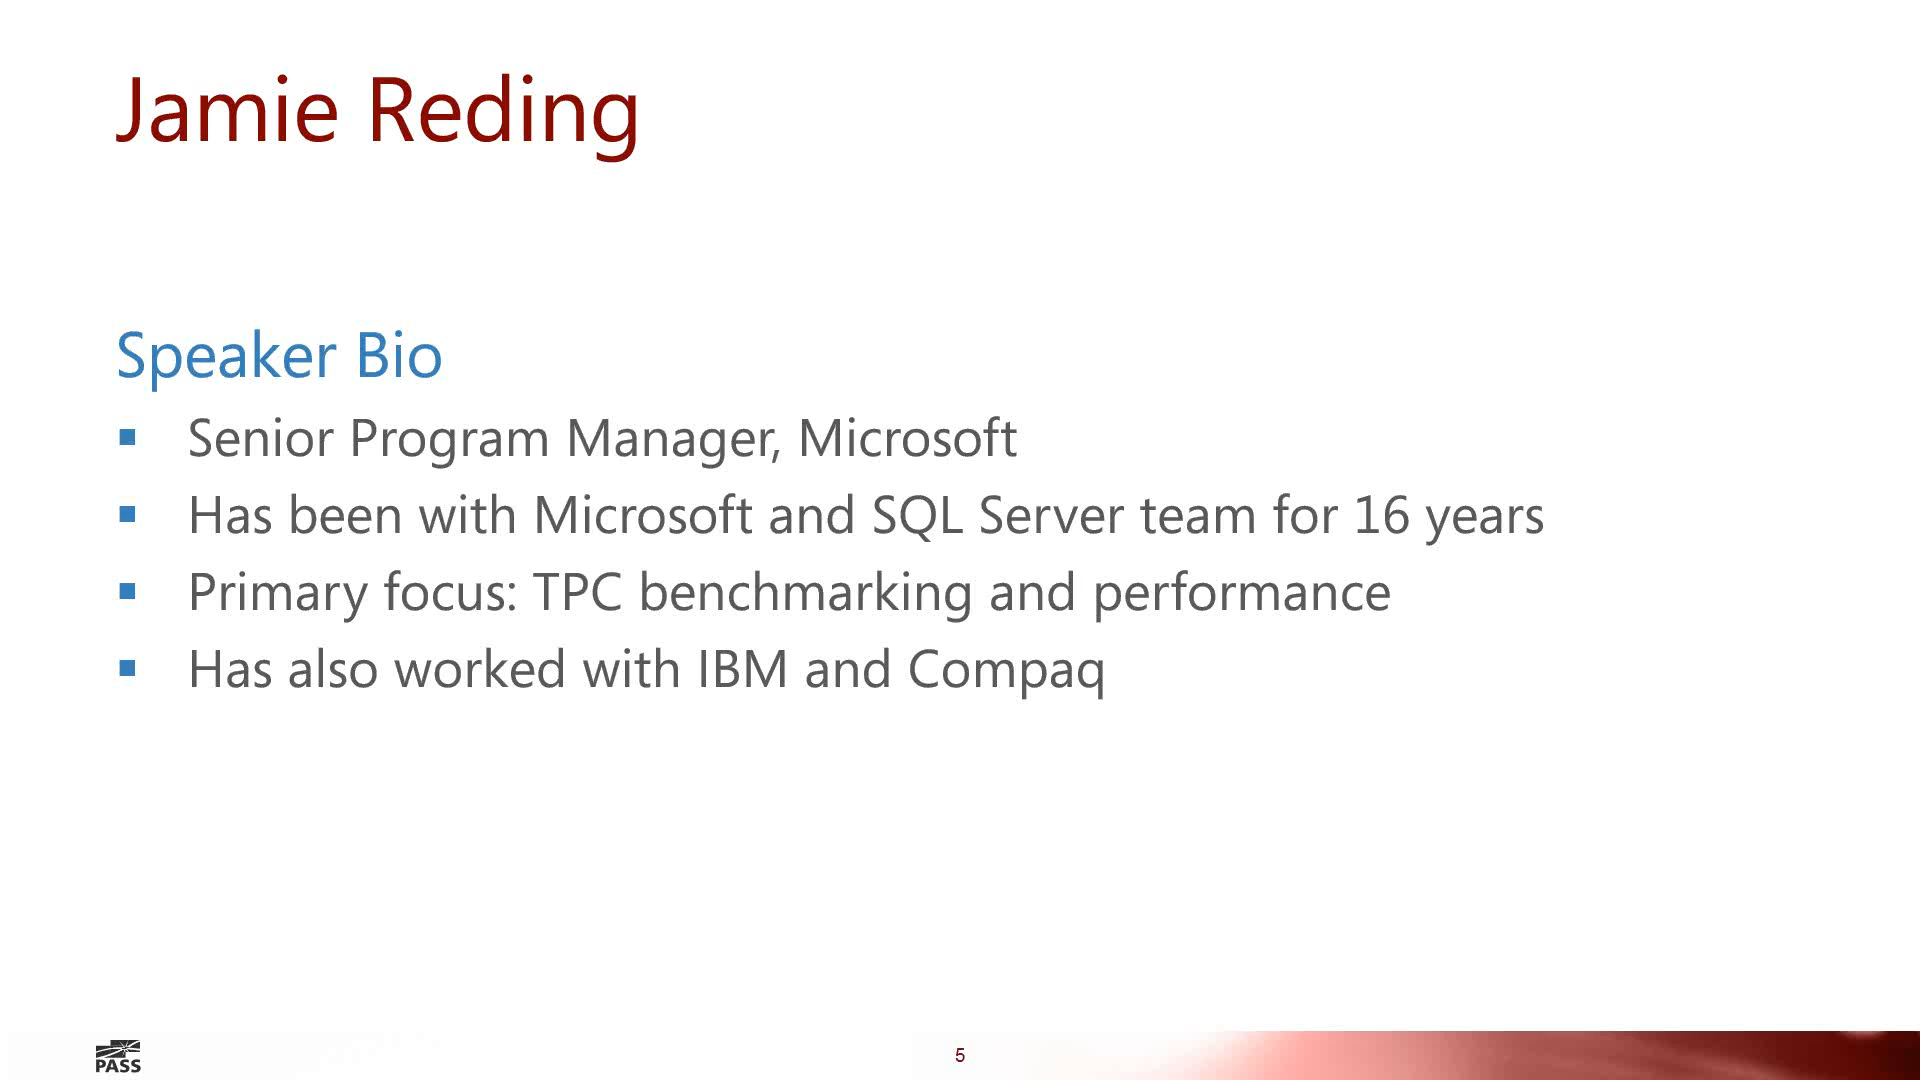 Jamie Reding
Speaker Bio
▪ Senior Program Manager, Microsoft
▪ Has been with Microsoft and SQL Server team for 16 years
▪ Primary focus: TPC benchmarking and performance
▪ Has also worked with IBM and Compaq
PASS
5